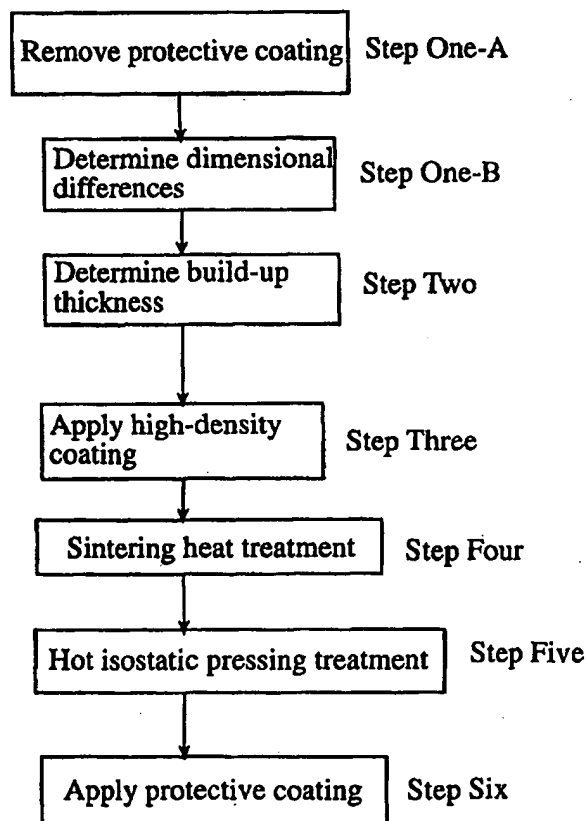 Remove protective coating
Step One-A
Determine dimensional
differences
Step One-B
Determine build-up
thickness
Step Two
Apply high-density
coating
Step Three
Sintering heat treatment
Step Four
Hot isostatic pressing treatment
Step Five
Apply protective coating
Step Six